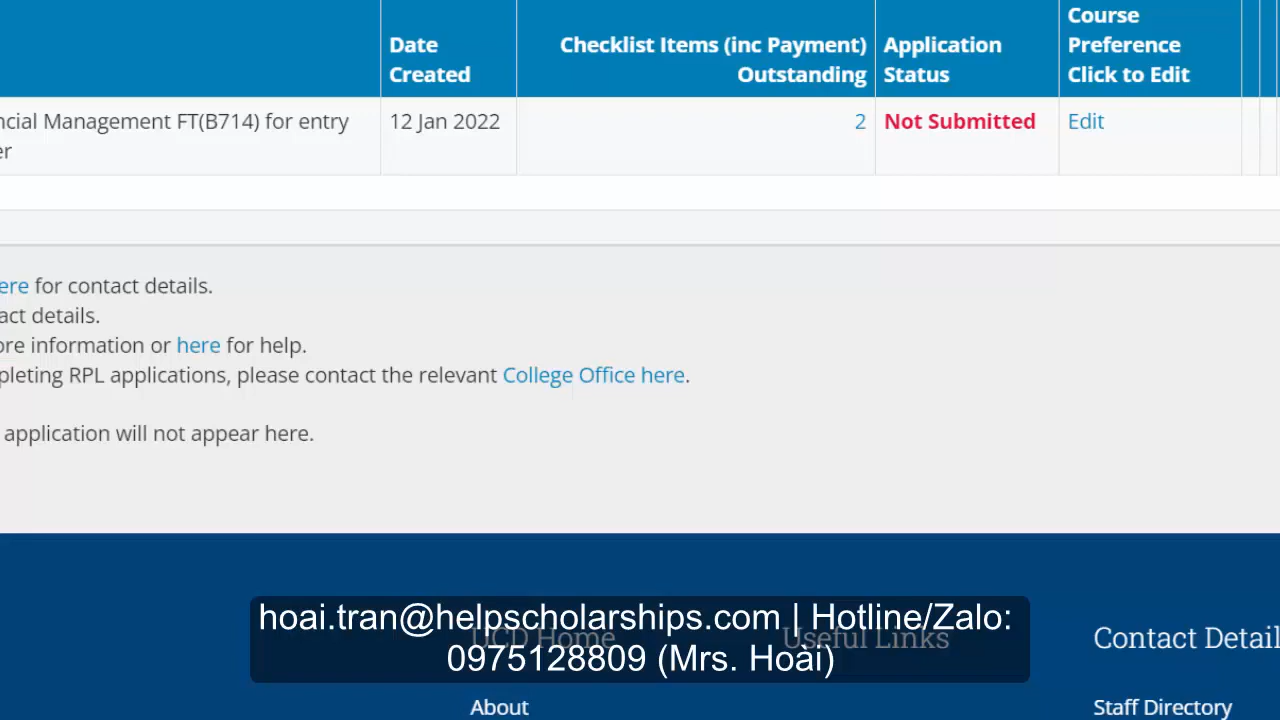 Date
Created
Checklist Items (inc Payment)
Outstanding
Application
Status
Course
Preference
Click to Edit
ncial Management FT(B714) for entry
er
12 Jan 2022
2
Not Submitted
Edit
ere for contact details.
act details.
ore information or here for help.
pleting RPL applications, please contact the relevant College Office here.
application will not appear here.
hoai.tran@helpscholarships.com | Hotline/Zalo:
0975128809 (Mrs. Hoài)
UCD Home
Useful Links
Contact Detail
About
Staff Directory